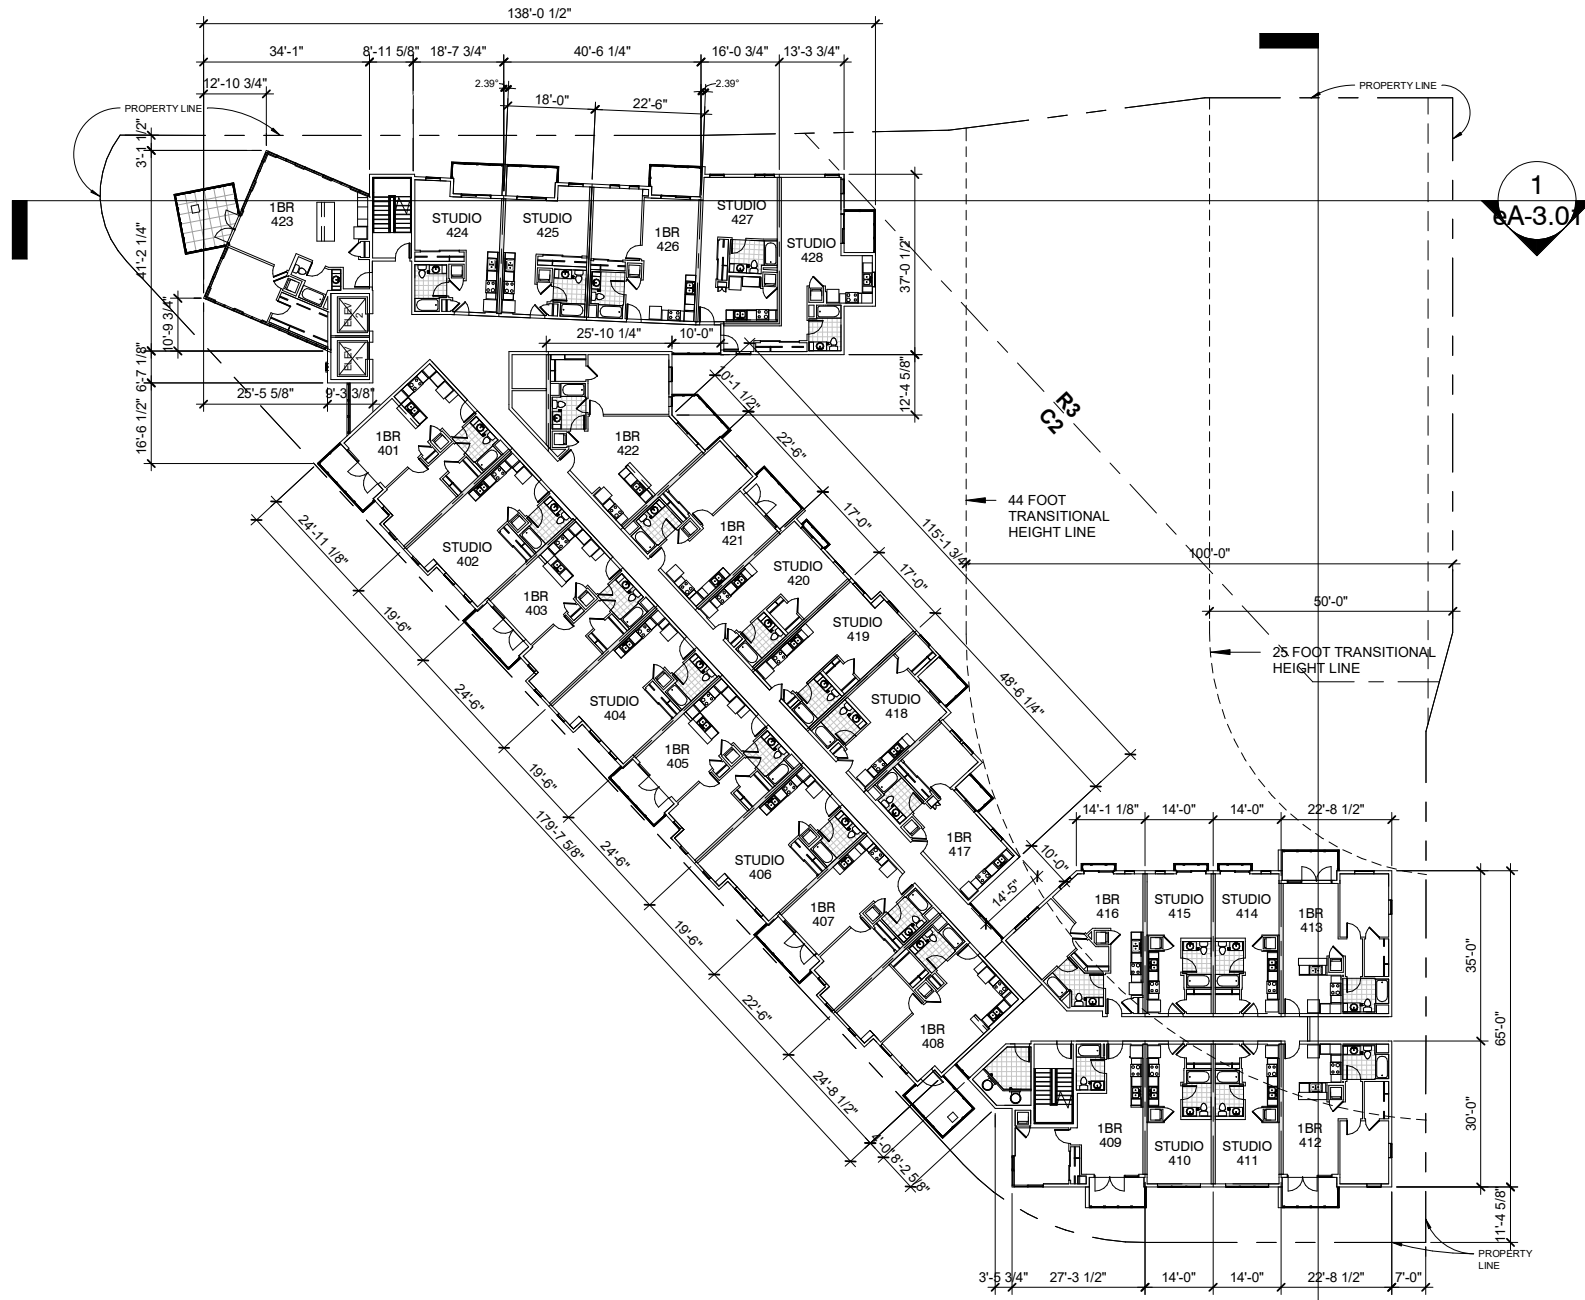 138'-0 1/2"
34'-1"
8'-11 5/8"
18'-7 3/4"
40'-6 1/4"
16'-0 3/4"
13'-3 3/4"
12'-10 3/4"
2.39°
2.39°
18'-0"
22'-6"
PROPERTY LINE
PROPERTY LINE
3'-1 1/2"
41'-2 1/4"
10'-9 3/4"
6'-7 1/8"
16'-6 1/2"
25'-5 5/8"
9'-3 3/8"
1BR
423
STUDIO
424
STUDIO
425
1BR
426
STUDIO
427
STUDIO
428
ELEV
2
ELEV
1
37'-0 1/2"
12'-4 5/8"
25'-10 1/4"
10'-0"
1
eA-3.01
R3
C2
1BR
401
STUDIO
402
1BR
403
STUDIO
404
1BR
405
STUDIO
406
1BR
407
1BR
408
1BR
422
1BR
421
STUDIO
420
STUDIO
419
STUDIO
418
1BR
417
22'-6"
17'-0"
17'-0"
115'-1 3/4"
48'-6 1/4"
44 FOOT
TRANSITIONAL
HEIGHT LINE
100'-0"
50'-0"
25 FOOT TRANSITIONAL
HEIGHT LINE
24'-11 1/8"
19'-6"
24'-6"
19'-6"
24'-6"
19'-6"
22'-6"
24'-8 1/2"
4'-0"
8'-2 5/8"
179'-7 5/8"
10'-0"
14'-5"
14'-1 1/8"
14'-0"
14'-0"
22'-8 1/2"
1BR
416
STUDIO
415
STUDIO
414
1BR
413
35'-0"
65'-0"
30'-0"
11'-4 5/8"
1BR
409
STUDIO
410
STUDIO
411
1BR
412
PROPERTY
LINE
3'-5 3/4"
27'-3 1/2"
14'-0"
14'-0"
22'-8 1/2"
7'-0"